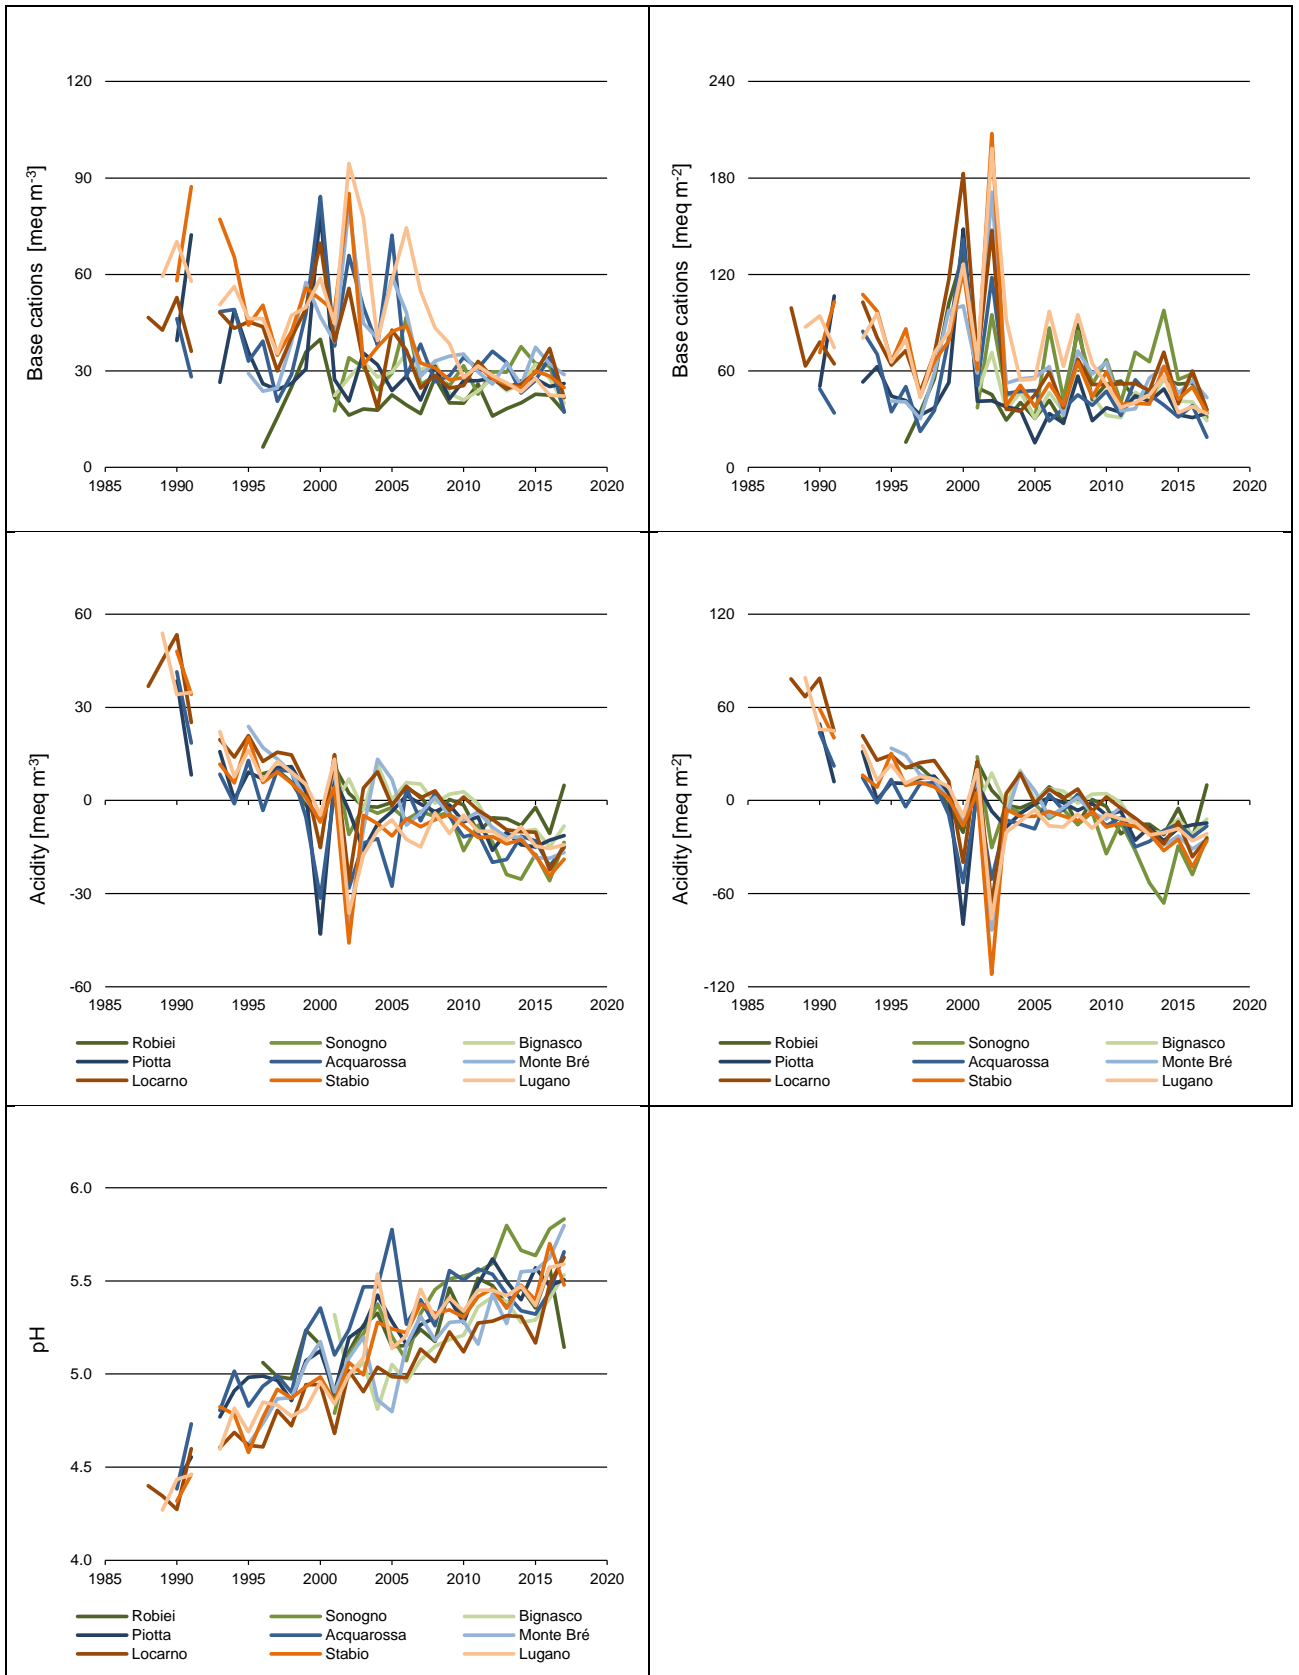 Base cations [meq m-3]
120
90
60
30
0
1985 1990 1995 2000 2005 2010 2015 2020
Base cations [meq m-2]
240
180
120
60
0
1985 1990 1995 2000 2005 2010 2015 2020
Acidity [meq m-3]
60
30
0
-30
-60
1985 1990 1995 2000 2005 2010 2015 2020
Robiei Sonogno Bignasco
Piotta Acquarossa Monte Bré
Locarno Stabio Lugano
Acidity [meq m-2]
120
60
0
-60
-120
1985 1990 1995 2000 2005 2010 2015 2020
Robiei Sonogno Bignasco
Piotta Acquarossa Monte Bré
Locarno Stabio Lugano
pH
6.0
5.5
5.0
4.5
4.0
1985 1990 1995 2000 2005 2010 2015 2020
Robiei Sonogno Bignasco
Piotta Acquarossa Monte Bré
Locarno Stabio Lugano